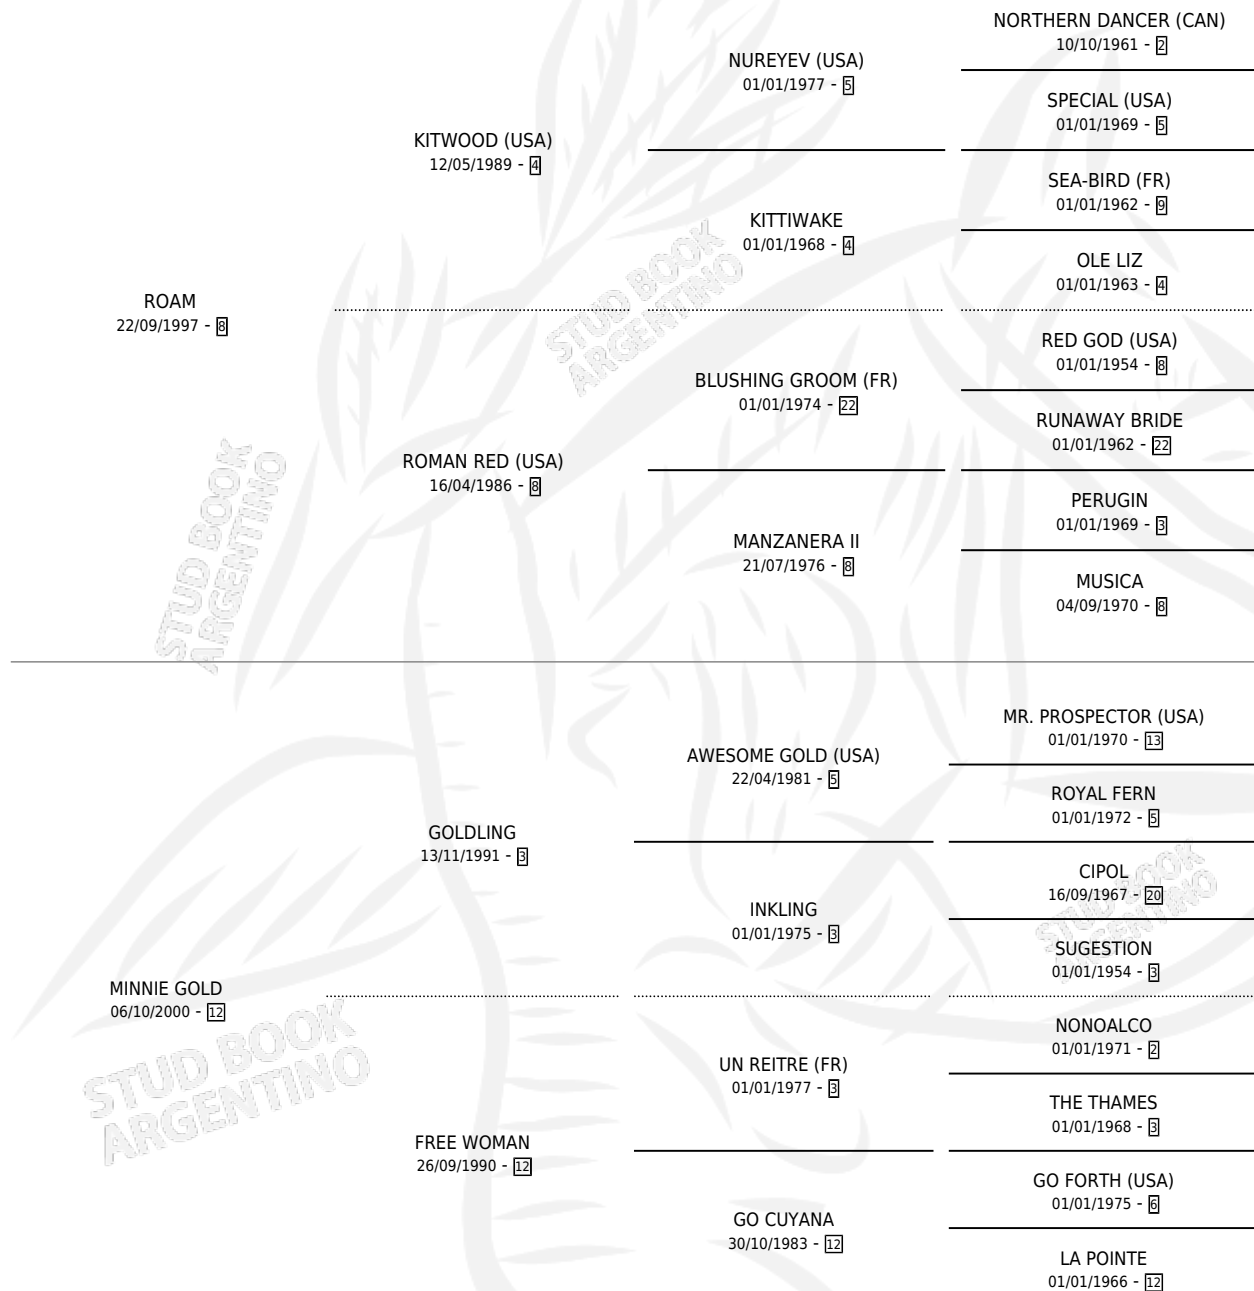 NORTHERN DANCER (CAN)
10/10/1961 - 2
NUREYEV (USA)
01/01/1977 - 5
SPECIAL (USA)
01/01/1969 - 5
KITWOOD (USA)
12/05/1989 - 4
SEA-BIRD (FR)
01/01/1962 - 9
KITTIWAKE
01/01/1968 - 4
OLE LIZ
01/01/1963 - 4
ROAM
22/09/1997 - 8
RED GOD (USA)
01/01/1954 - 8
BLUSHING GROOM (FR)
01/01/1974 - 22
RUNAWAY BRIDE
01/01/1962 - 22
ROMAN RED (USA)
16/04/1986 - 8
PERUGIN
01/01/1969 - 3
MANZANERA II
21/07/1976 - 8
MUSICA
04/09/1970 - 8
STUD BOOK
ARGENTINO
STUD BOOK
ARGENTINO
MR. PROSPECTOR (USA)
01/01/1970 - 13
AWESOME GOLD (USA)
22/04/1981 - 5
ROYAL FERN
01/01/1972 - 5
GOLDLING
13/11/1991 - 3
CIPOL
16/09/1967 - 20
INKLING
01/01/1975 - 3
SUGESTION
01/01/1954 - 3
STUD BOOK
ARGENTINO
MINNIE GOLD
06/10/2000 - 12
NONOALCO
01/01/1971 - 2
UN REITRE (FR)
01/01/1977 - 3
THE THAMES
01/01/1968 - 3
STUD BOOK
ARGENTINO
FREE WOMAN
26/09/1990 - 12
GO FORTH (USA)
01/01/1975 - 6
GO CUYANA
30/10/1983 - 12
LA POINTE
01/01/1966 - 12